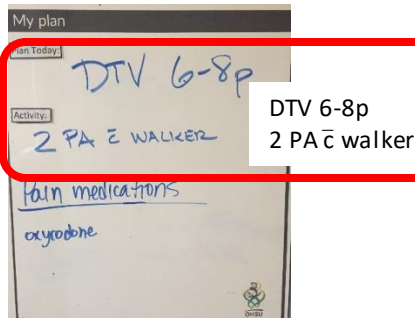 My plan
Plan Today:
DTV 6-8p
Activity:
2 PA c̅ WALKER
Pain medications
oxycodone
OHSU
DTV 6-8p
2 PA c̅ walker